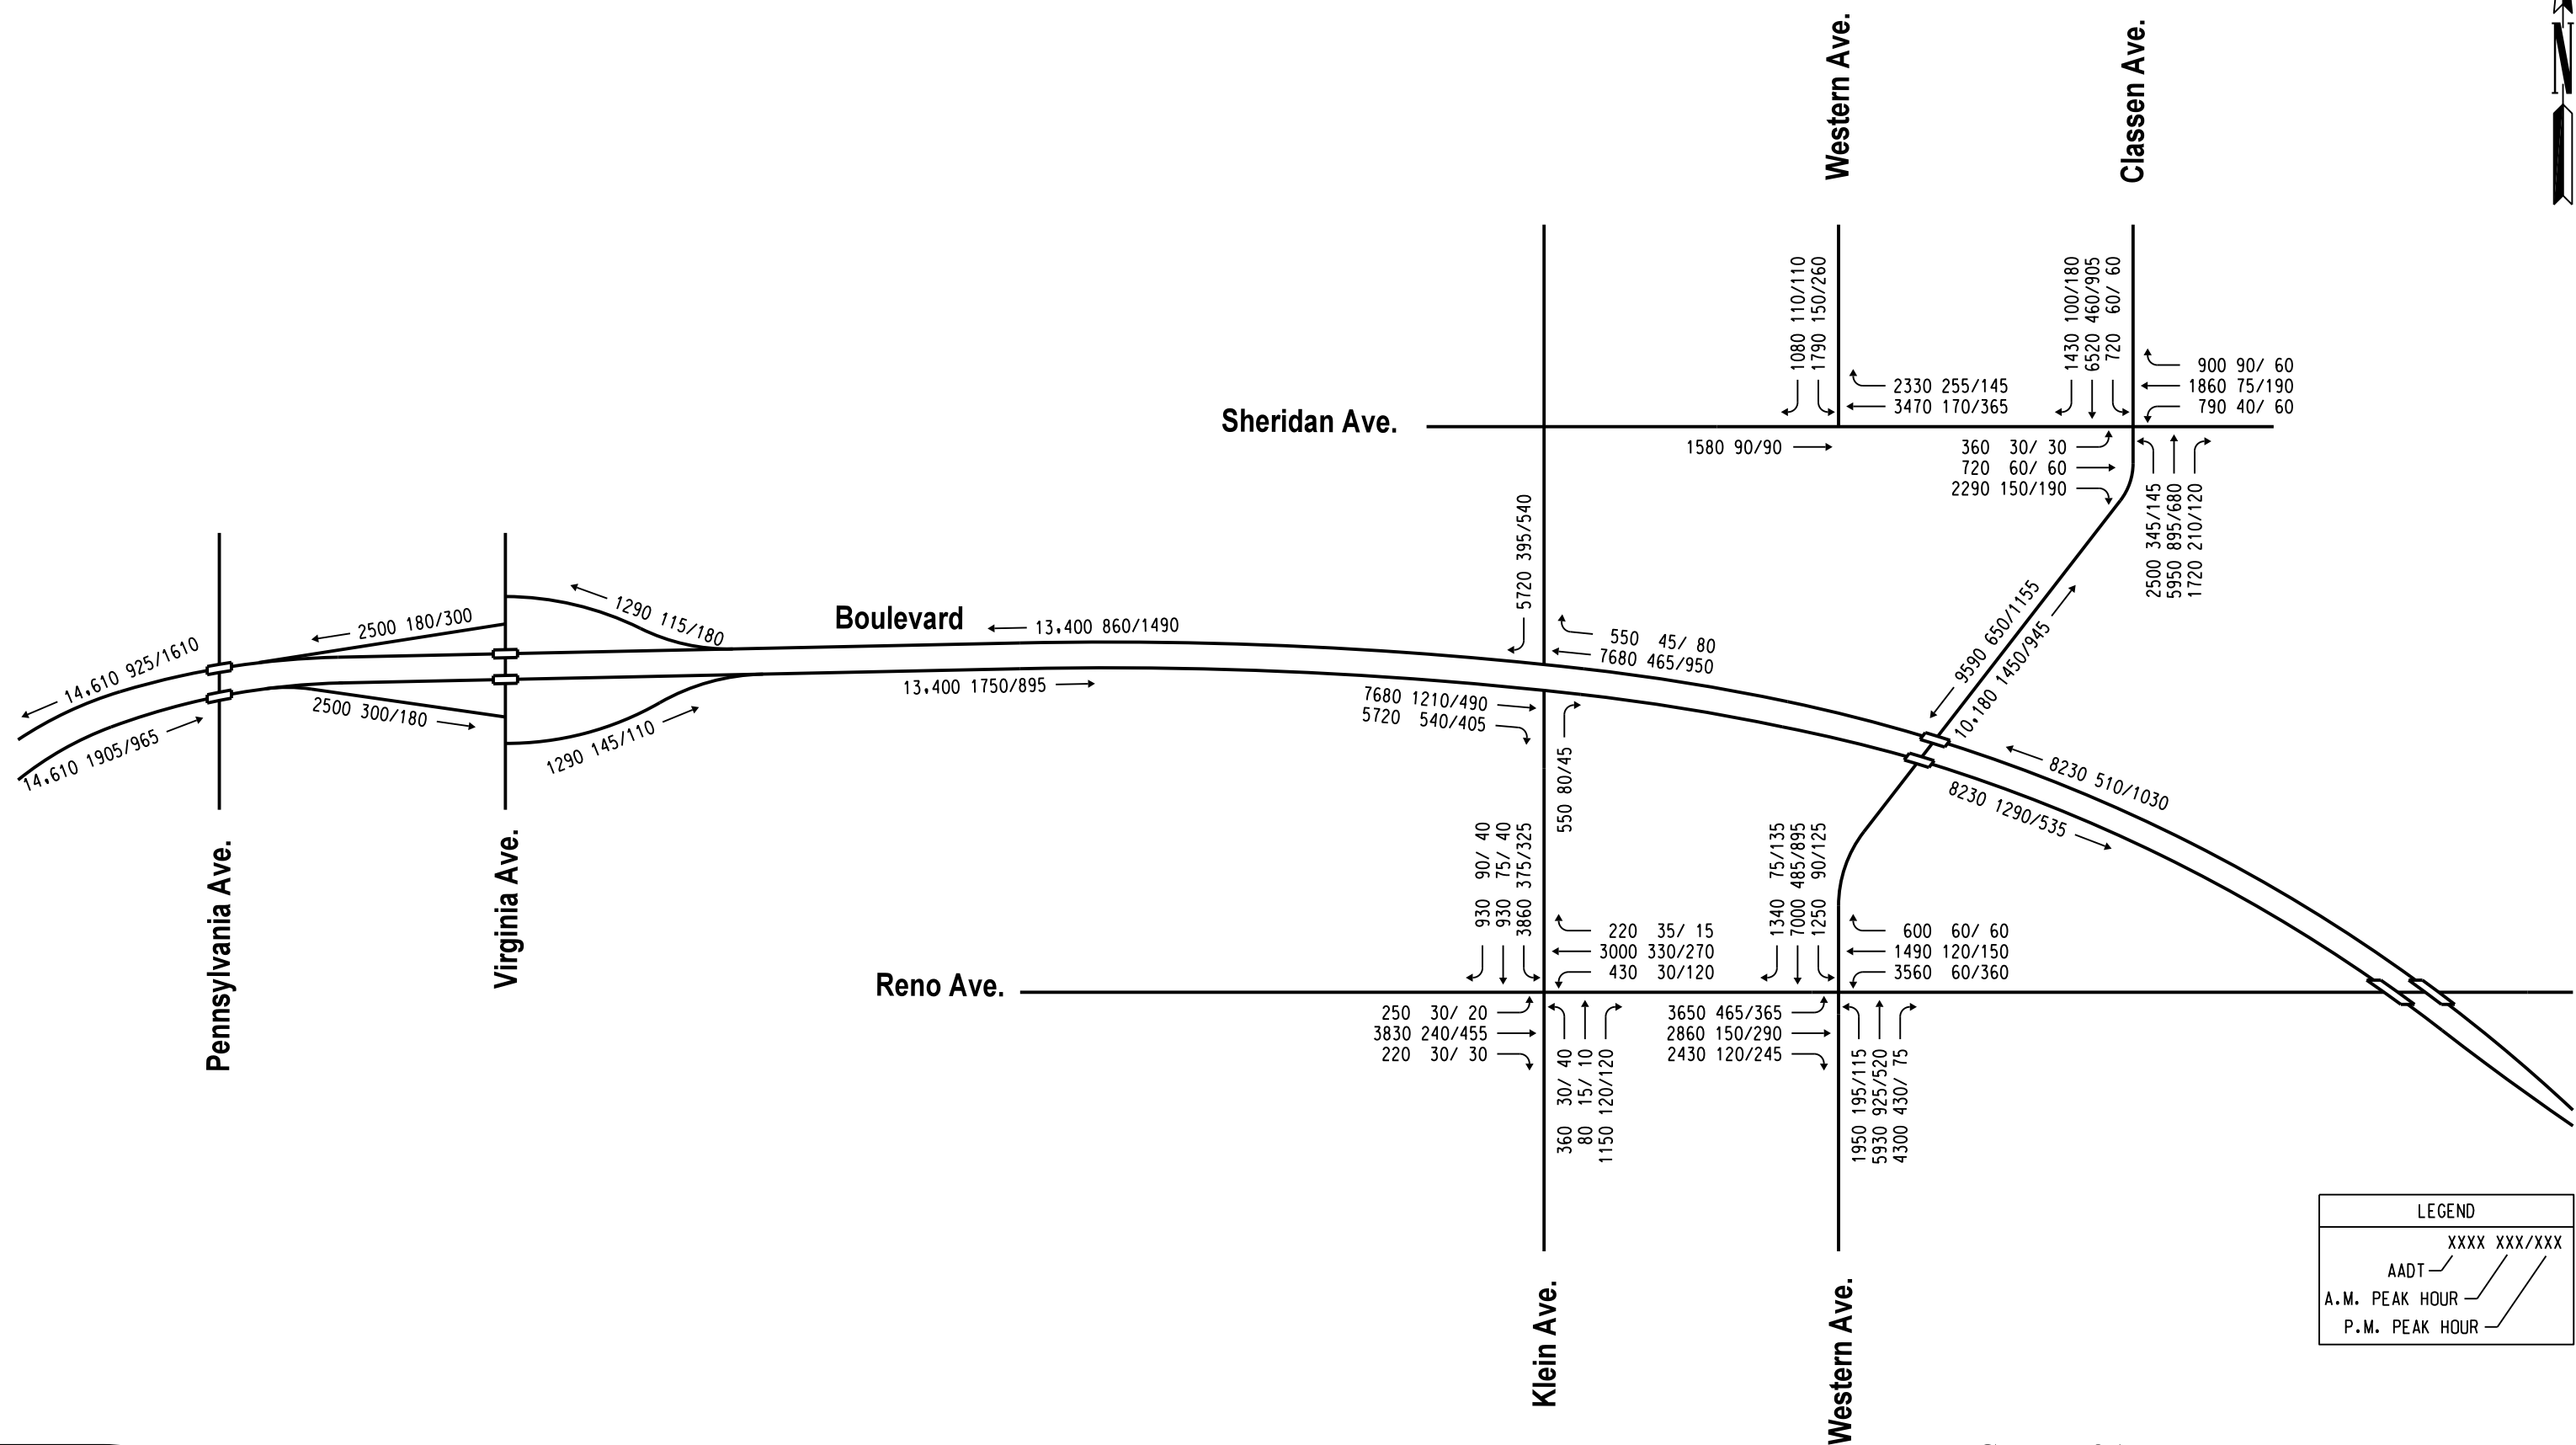 Western Ave.
Classen Ave.
N
1080 110/110
1790 150/260
1430 100/180
6520 460/905
720 60/ 60
900 90/ 60
1860 75/190
790 40/ 60
2330 255/145
3470 170/365
Sheridan Ave.
1580 90/90
360 30/ 30
720 60/ 60
2290 150/190
2500 345/145
5950 895/680
1720 210/120
5720 395/540
14,610 925/1610
2500 180/300
1290 115/180
Boulevard
13,400 860/1490
550 45/ 80
7680 465/950
9590 650/1155
10,180 1450/945
14,610 1905/965
2500 300/180
1290 145/110
13,400 1750/895
7680 1210/490
5720 540/405
550 80/45
8230 510/1030
8230 1290/535
Pennsylvania Ave.
Virginia Ave.
930 90/ 40
930 75/ 40
3860 375/325
1340 75/135
7000 485/895
1250 90/125
220 35/ 15
3000 330/270
430 30/120
600 60/ 60
1490 120/150
3560 60/360
Reno Ave.
250 30/ 20
3830 240/455
220 30/ 30
360 30/ 40
80 15/ 10
1150 120/120
3650 465/365
2860 150/290
2430 120/245
1950 195/115
5930 925/520
4300 430/ 75
Klein Ave.
Western Ave.
LEGEND
XXXX XXX/XXX
AADT
A.M. PEAK HOUR
P.M. PEAK HOUR